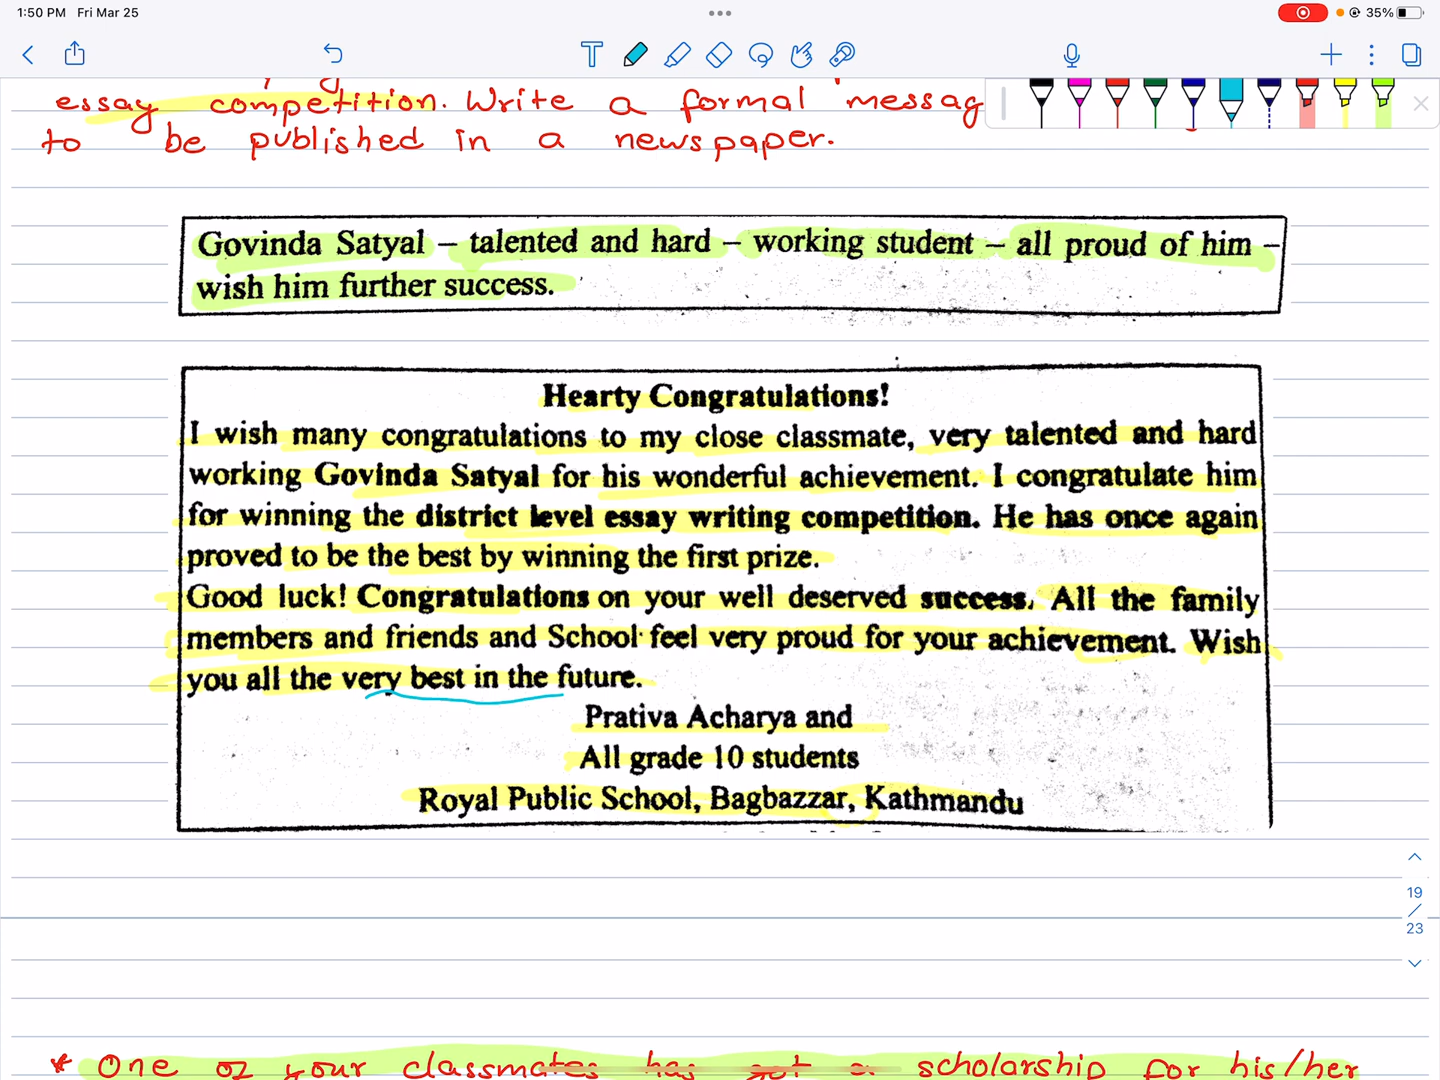 1:50 PM Fri Mar 25
35%
essay competition. Write a formal messag
to be published in a newspaper.
Govinda Satyal – talented and hard – working student – all proud of him –
wish him further success.
Hearty Congratulations!
I wish many congratulations to my close classmate, very talented and hard
working Govinda Satyal for his wonderful achievement. I congratulate him
for winning the district level essay writing competition. He has once again
proved to be the best by winning the first prize.
Good luck! Congratulations on your well deserved success. All the family
members and friends and School feel very proud for your achievement. Wish
you all the very best in the future.
Prativa Acharya and
All grade 10 students
Royal Public School, Bagbazzar, Kathmandu
19
/
23
* One of your classmates has got a scholarship for his/her